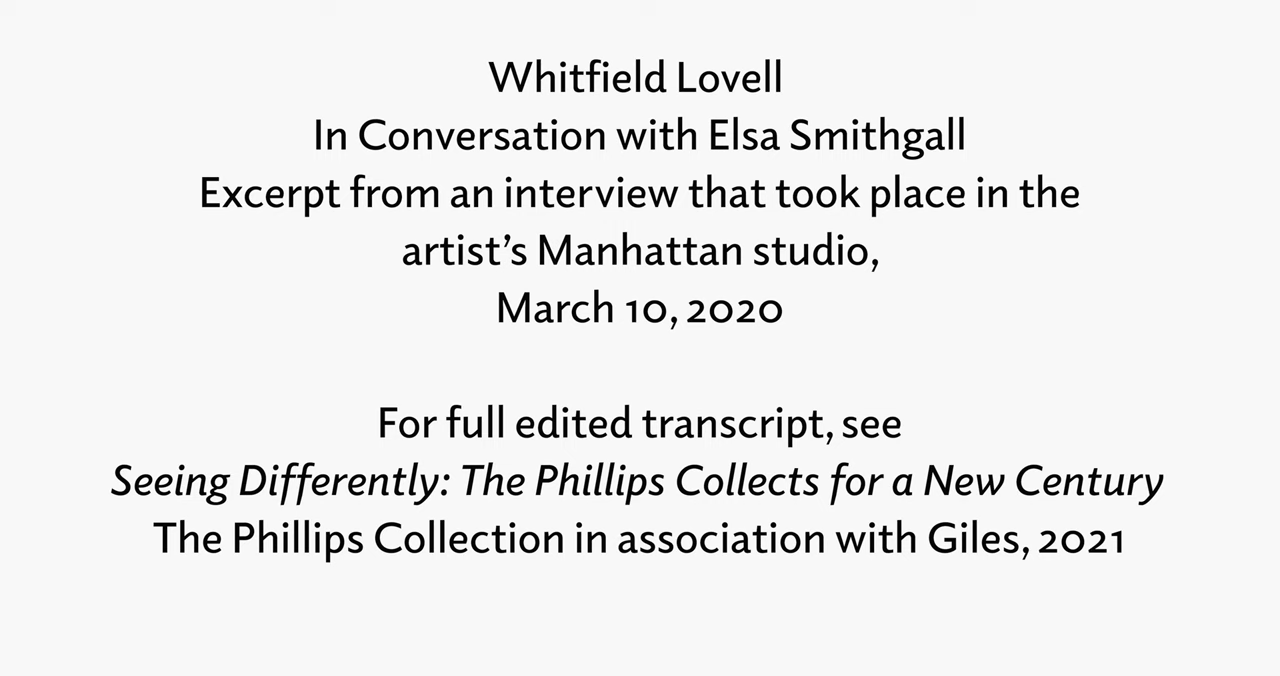 Whitfield Lovell
In Conversation with Elsa Smithgall
Excerpt from an interview that took place in the
artist’s Manhattan studio,
March 10, 2020
For full edited transcript, see
Seeing Differently: The Phillips Collects for a New Century
The Phillips Collection in association with Giles, 2021